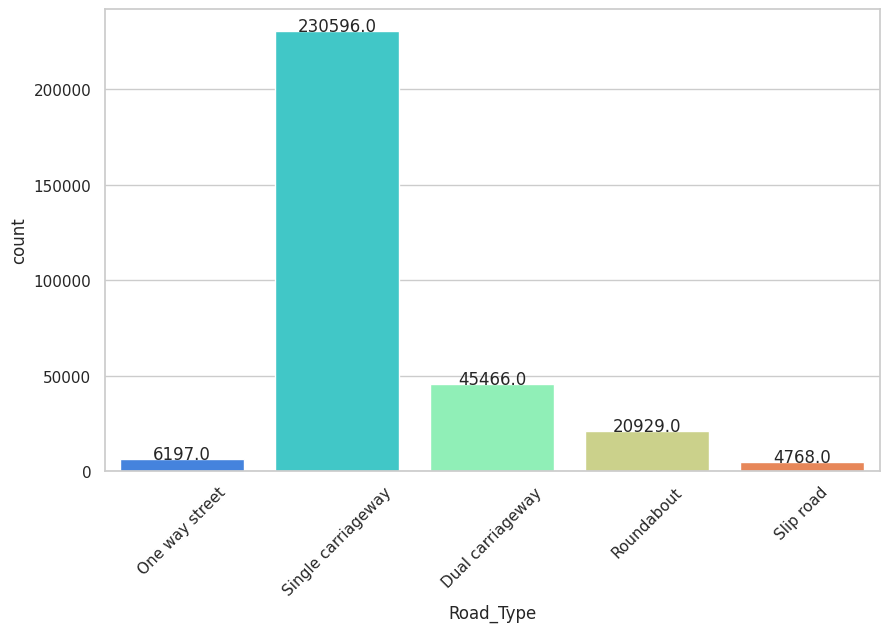 230596.0
200000
150000
100000
50000
0
count
6197.0
45466.0
20929.0
4768.0
One way street
Single carriageway
Dual carriageway
Roundabout
Slip road
Road_Type